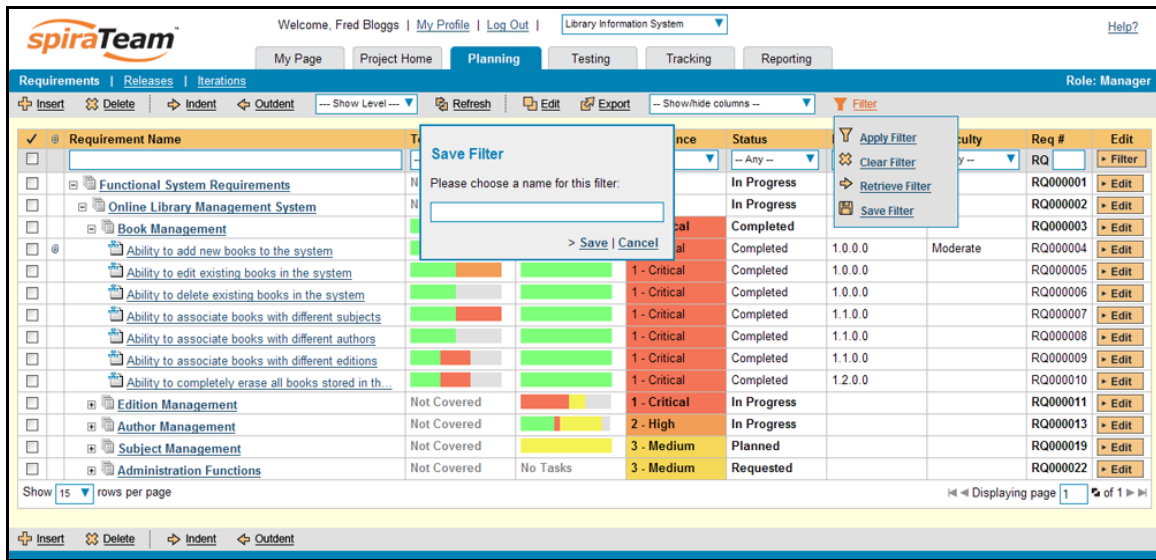 Welcome, Fred Bloggs | My Profile | Log Out | Library Information System Help?
spiraTeam
My Page Project Home Planning Testing Tracking Reporting
Requirements | Releases | Iterations Role: Manager
Insert Delete Indent Outdent --- Show Level --- Refresh Edit Export -- Show/hide columns -- Filter
Apply Filter
Clear Filter
Retrieve Filter
Save Filter
Save Filter
Please choose a name for this filter:
> Save | Cancel
Requirement Name Status Req # Edit
-- Any -- RQ Filter
Functional System Requirements In Progress RQ000001 Edit
Online Library Management System In Progress RQ000002 Edit
Book Management Completed RQ000003 Edit
Ability to add new books to the system Completed 1.0.0.0 Moderate RQ000004 Edit
Ability to edit existing books in the system 1 - Critical Completed 1.0.0.0 RQ000005 Edit
Ability to delete existing books in the system 1 - Critical Completed 1.0.0.0 RQ000006 Edit
Ability to associate books with different subjects 1 - Critical Completed 1.1.0.0 RQ000007 Edit
Ability to associate books with different authors 1 - Critical Completed 1.1.0.0 RQ000008 Edit
Ability to associate books with different editions 1 - Critical Completed 1.1.0.0 RQ000009 Edit
Ability to completely erase all books stored in th... 1 - Critical Completed 1.2.0.0 RQ000010 Edit
Edition Management Not Covered 1 - Critical In Progress RQ000011 Edit
Author Management Not Covered 2 - High In Progress RQ000013 Edit
Subject Management Not Covered 3 - Medium Planned RQ000019 Edit
Administration Functions Not Covered No Tasks 3 - Medium Requested RQ000022 Edit
Show 15 rows per page Displaying page 1 of 1
Insert Delete Indent Outdent